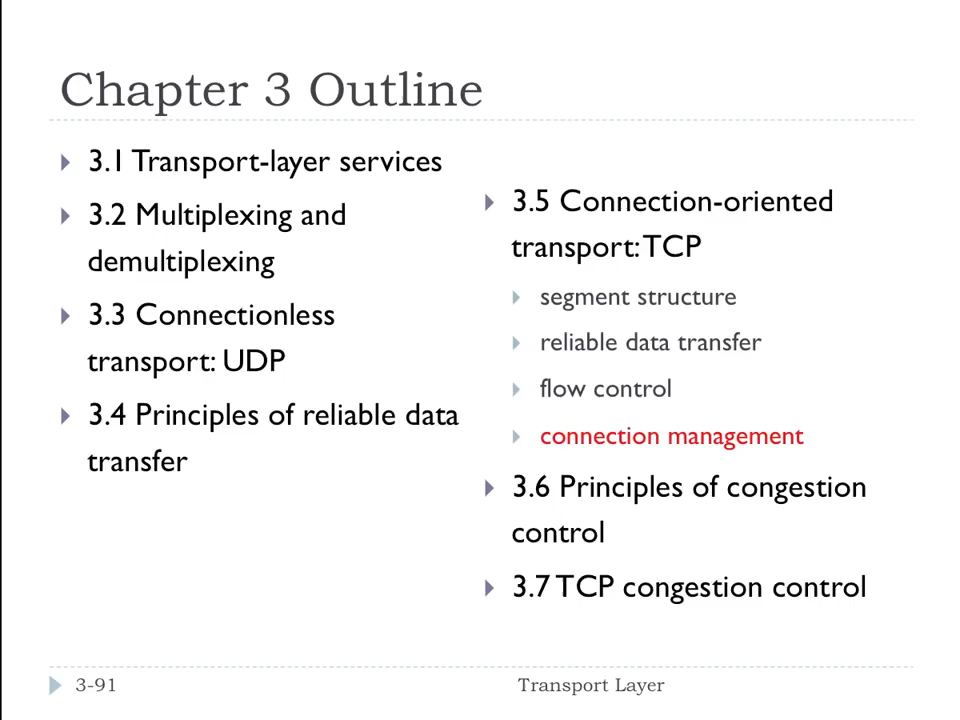 Chapter 3 Outline
3.1 Transport-layer services
3.2 Multiplexing and
demultiplexing
3.3 Connectionless
transport: UDP
3.4 Principles of reliable data
transfer
3.5 Connection-oriented
transport: TCP
segment structure
reliable data transfer
flow control
connection management
3.6 Principles of congestion
control
3.7 TCP congestion control
3-91
Transport Layer